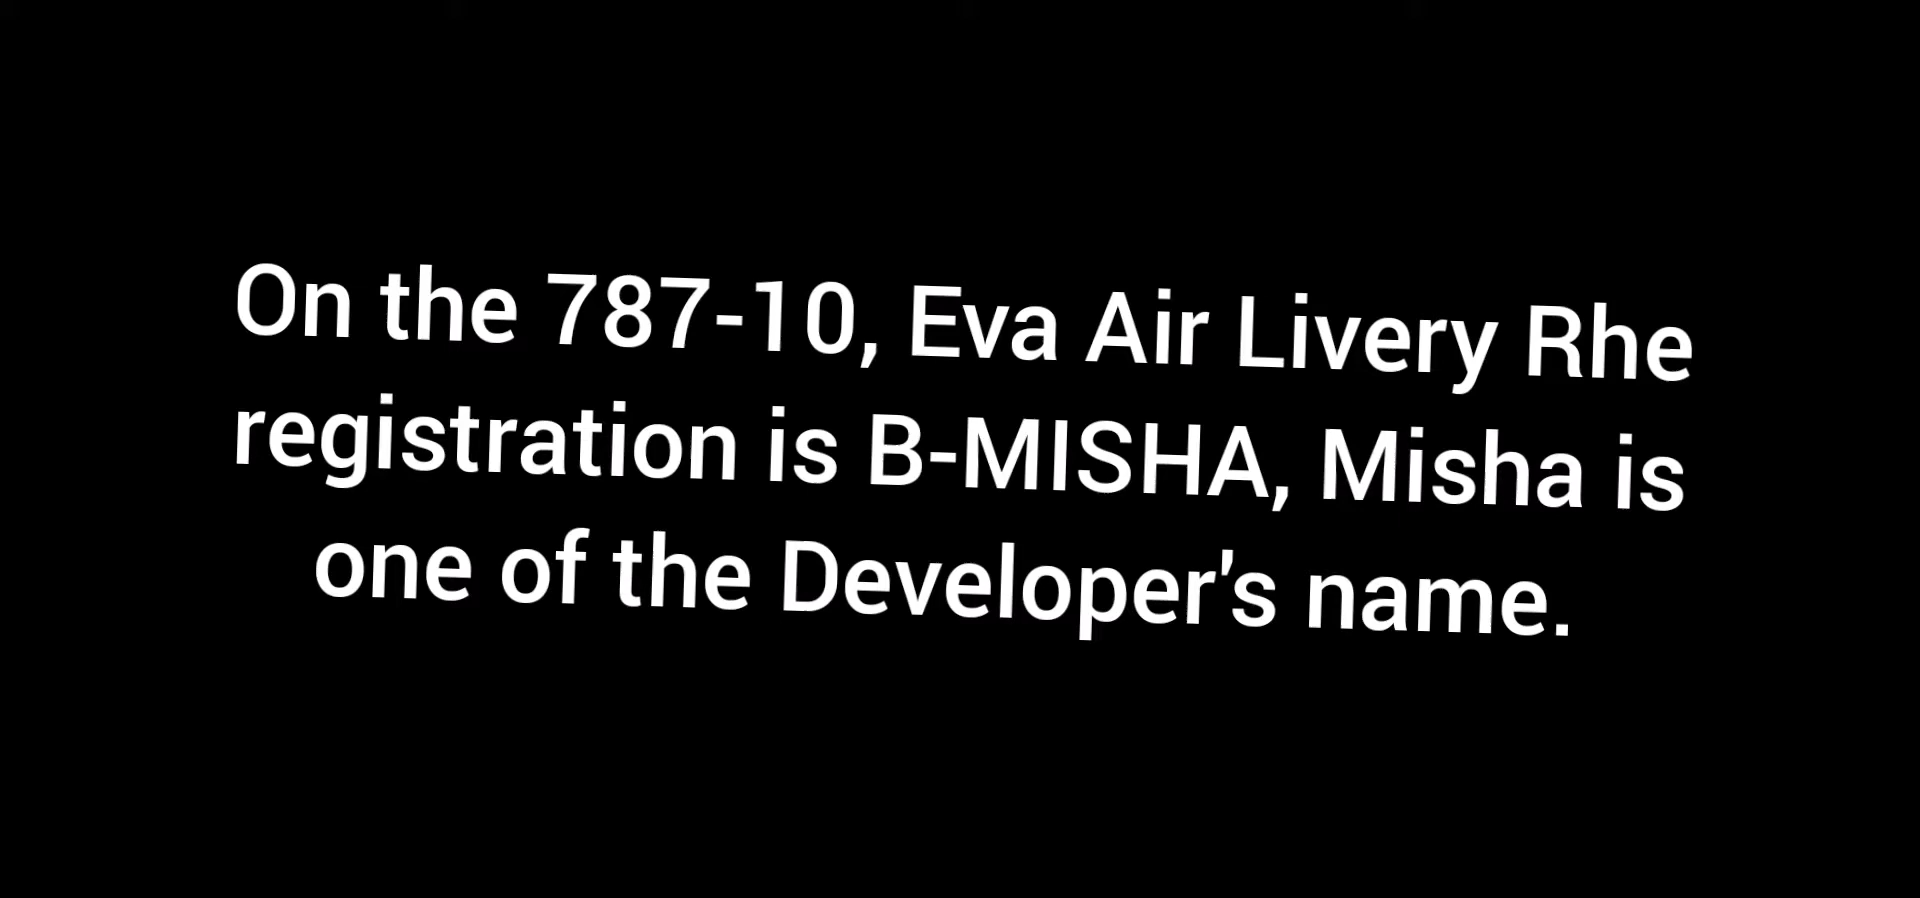 On the 787-10, Eva Air Livery Rhe
registration is B-MISHA, Misha is
one of the Developer's name.